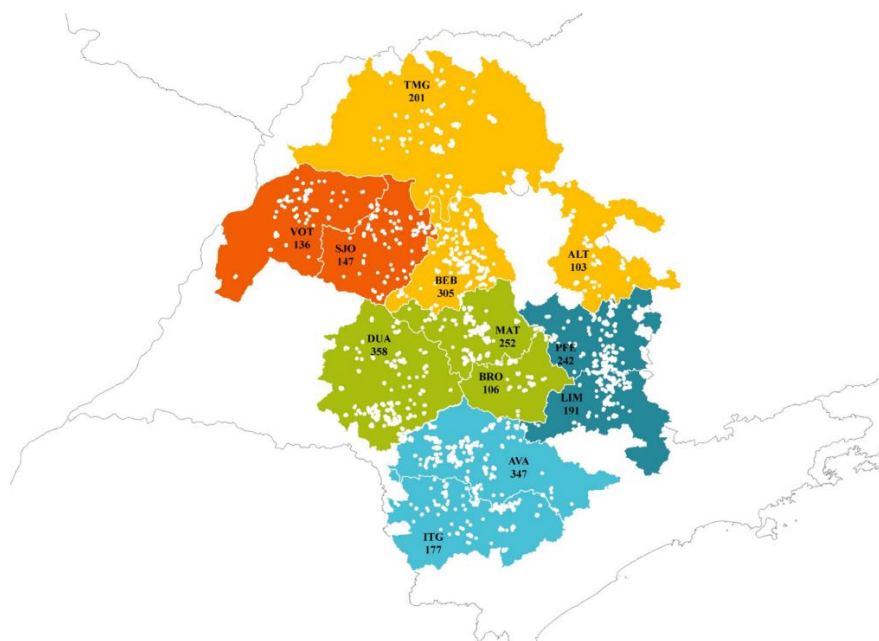 TMG
201
VOT
136
SJO
147
ALT
103
BEB
305
DUA
358
MAT
252
PFE
242
BRO
106
LIM
191
AVA
347
ITG
177